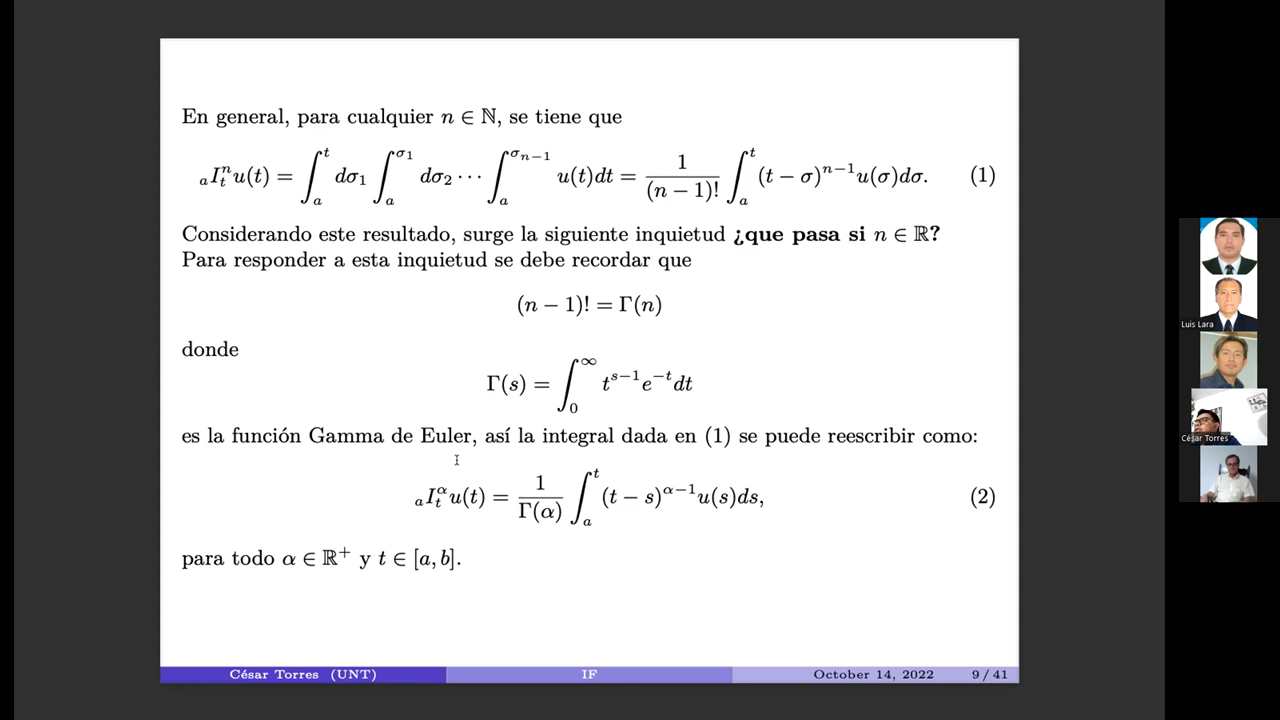 En general, para cualquier n ∈ ℕ, se tiene que
ₐIₜⁿu(t) = ∫ₐᵗ dσ₁ ∫ₐ^{σ₁} dσ₂ ⋯ ∫ₐ^{σₙ₋₁} u(t)dt = 1/(n − 1)! ∫ₐᵗ (t − σ)ⁿ⁻¹u(σ)dσ. (1)
Considerando este resultado, surge la siguiente inquietud ¿que pasa si n ∈ ℝ?
Para responder a esta inquietud se debe recordar que
(n − 1)! = Γ(n)
donde
Γ(s) = ∫₀^∞ tˢ⁻¹e⁻ᵗdt
es la función Gamma de Euler, así la integral dada en (1) se puede reescribir como:
ₐIₜ^α u(t) = 1/Γ(α) ∫ₐᵗ (t − s)^{α−1}u(s)ds, (2)
para todo α ∈ ℝ⁺ y t ∈ [a, b].
César Torres (UNT) IF October 14, 2022 9 / 41
Luis Lara
César Torres